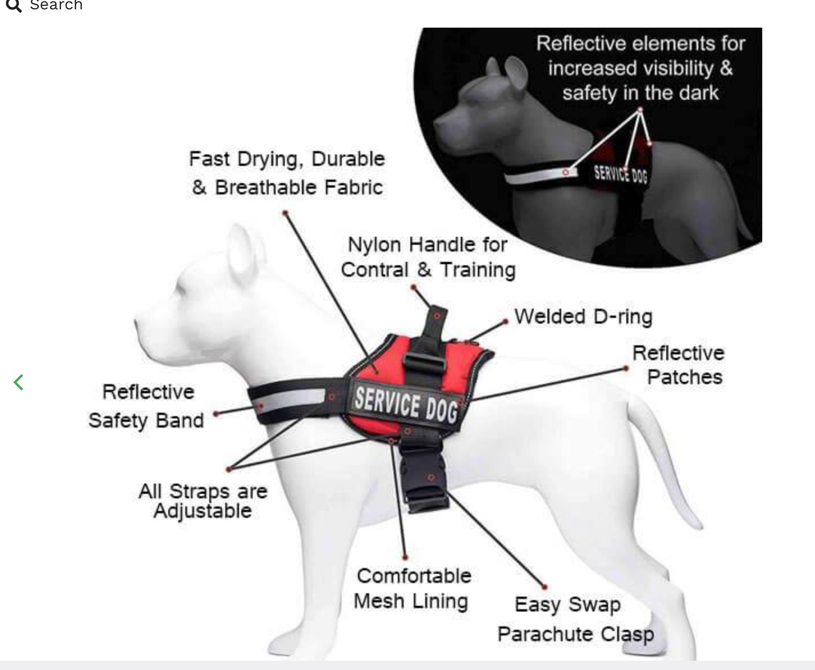 Search
Reflective elements for
increased visibility &
safety in the dark
SERVICE DOG
Fast Drying, Durable
& Breathable Fabric
Nylon Handle for
Contral & Training
Welded D-ring
Reflective
Patches
SERVICE DOG
Reflective
Safety Band
All Straps are
Adjustable
Comfortable
Mesh Lining
Easy Swap
Parachute Clasp